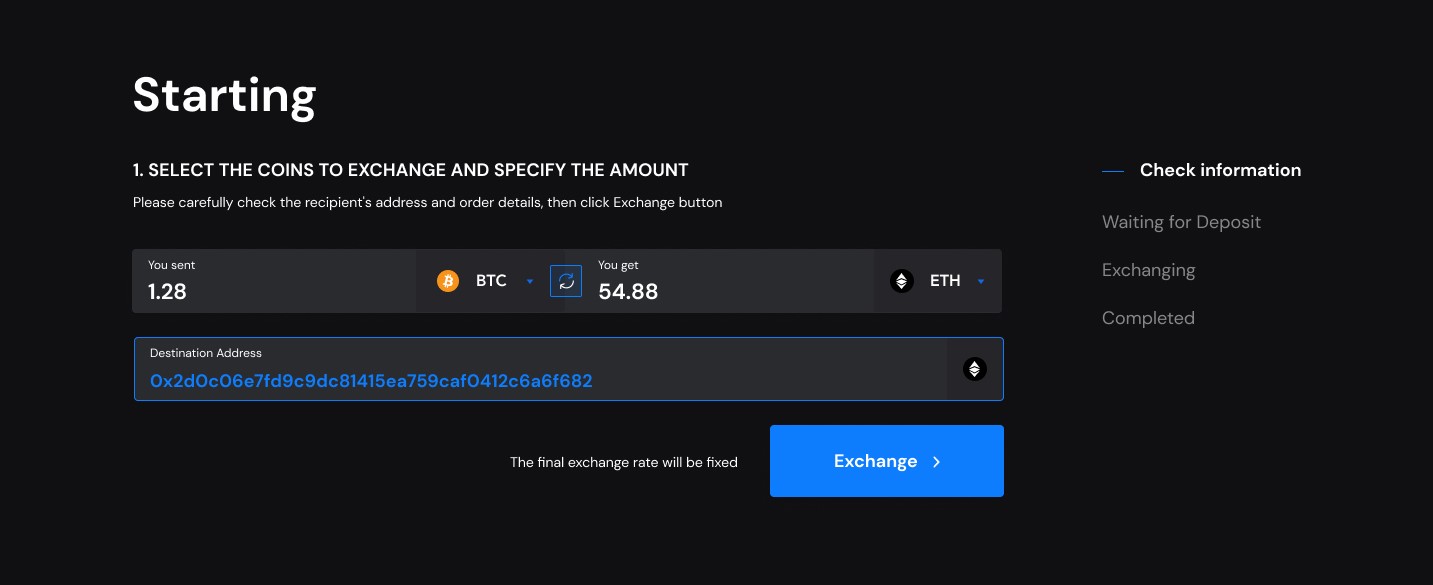 Starting
1. SELECT THE COINS TO EXCHANGE AND SPECIFY THE AMOUNT
Please carefully check the recipient's address and order details, then click Exchange button
You sent
1.28
BTC
You get
54.88
ETH
Destination Address
0x2d0c06e7fd9c9dc81415ea759caf0412c6a6f682
The final exchange rate will be fixed
Exchange
Check information
Waiting for Deposit
Exchanging
Completed